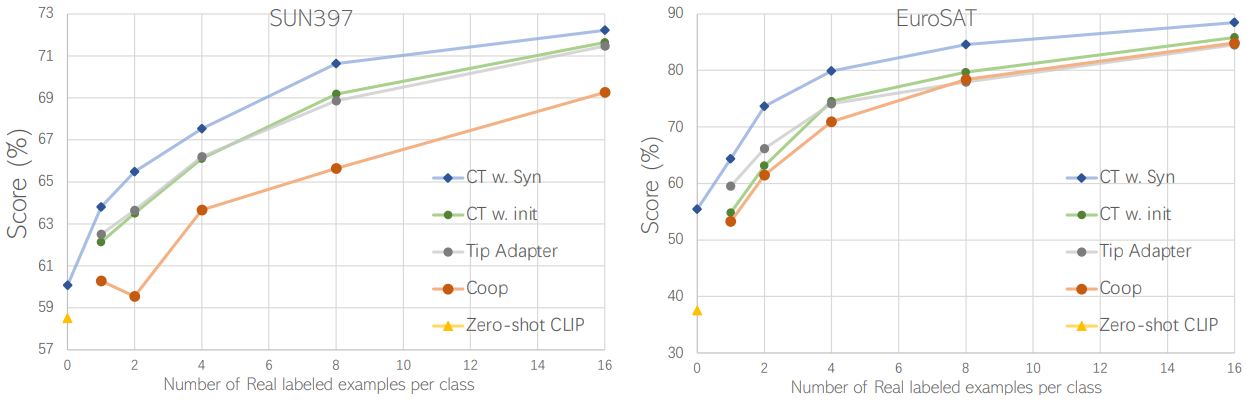 SUN397
73
71
69
67
65
63
61
59
57
Score (%)
0 2 4 6 8 10 12 14 16
Number of Real labeled examples per class
CT w. Syn
CT w. init
Tip Adapter
Coop
Zero-shot CLIP
EuroSAT
90
80
70
60
50
40
30
Score (%)
0 2 4 6 8 10 12 14 16
Number of Real labeled examples per class
CT w. Syn
CT w. init
Tip Adapter
Coop
Zero-shot CLIP